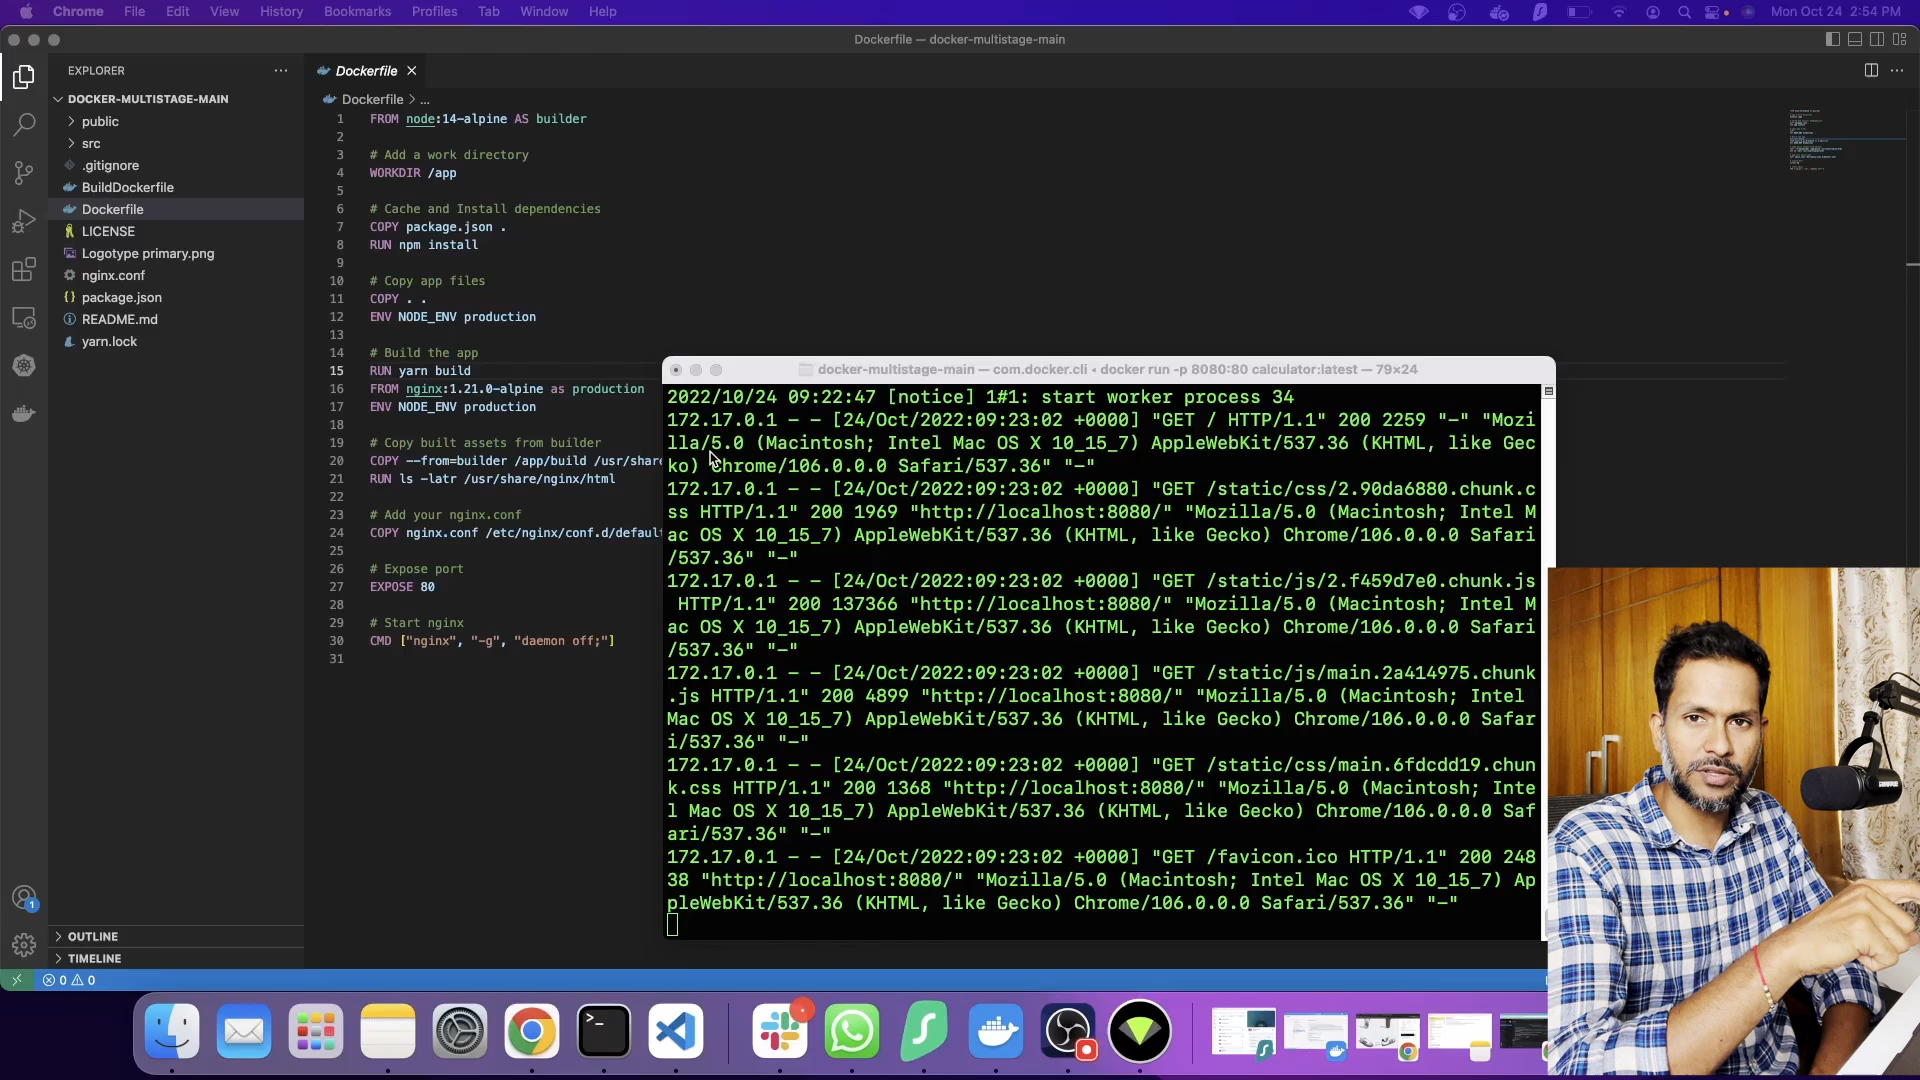 Chrome File Edit View History Bookmarks Profiles Tab Window Help Mon Oct 24 2:54 PM
Dockerfile — docker-multistage-main
EXPLORER
DOCKER-MULTISTAGE-MAIN
public
src
.gitignore
BuildDockerfile
Dockerfile
LICENSE
Logotype primary.png
nginx.conf
package.json
README.md
yarn.lock
OUTLINE
TIMELINE
1
0 0
Dockerfile
Dockerfile > ...
1 FROM node:14-alpine AS builder
2
3 # Add a work directory
4 WORKDIR /app
5
6 # Cache and Install dependencies
7 COPY package.json .
8 RUN npm install
9
10 # Copy app files
11 COPY . .
12 ENV NODE_ENV production
13
14 # Build the app
15 RUN yarn build
16 FROM nginx:1.21.0-alpine as production
17 ENV NODE_ENV production
18
19 # Copy built assets from builder
20 COPY --from=builder /app/build /usr/share
21 RUN ls -latr /usr/share/nginx/html
22
23 # Add your nginx.conf
24 COPY nginx.conf /etc/nginx/conf.d/default
25
26 # Expose port
27 EXPOSE 80
28
29 # Start nginx
30 CMD ["nginx", "-g", "daemon off;"]
31
docker-multistage-main — com.docker.cli ◂ docker run -p 8080:80 calculator:latest — 79×24
2022/10/24 09:22:47 [notice] 1#1: start worker process 34
172.17.0.1 - - [24/Oct/2022:09:23:02 +0000] "GET / HTTP/1.1" 200 2259 "-" "Mozi
lla/5.0 (Macintosh; Intel Mac OS X 10_15_7) AppleWebKit/537.36 (KHTML, like Gec
ko) Chrome/106.0.0.0 Safari/537.36" "-"
172.17.0.1 - - [24/Oct/2022:09:23:02 +0000] "GET /static/css/2.90da6880.chunk.c
ss HTTP/1.1" 200 1969 "http://localhost:8080/" "Mozilla/5.0 (Macintosh; Intel M
ac OS X 10_15_7) AppleWebKit/537.36 (KHTML, like Gecko) Chrome/106.0.0.0 Safari
/537.36" "-"
172.17.0.1 - - [24/Oct/2022:09:23:02 +0000] "GET /static/js/2.f459d7e0.chunk.js
HTTP/1.1" 200 137366 "http://localhost:8080/" "Mozilla/5.0 (Macintosh; Intel M
ac OS X 10_15_7) AppleWebKit/537.36 (KHTML, like Gecko) Chrome/106.0.0.0 Safari
/537.36" "-"
172.17.0.1 - - [24/Oct/2022:09:23:02 +0000] "GET /static/js/main.2a414975.chunk
.js HTTP/1.1" 200 4899 "http://localhost:8080/" "Mozilla/5.0 (Macintosh; Intel
Mac OS X 10_15_7) AppleWebKit/537.36 (KHTML, like Gecko) Chrome/106.0.0.0 Safar
i/537.36" "-"
172.17.0.1 - - [24/Oct/2022:09:23:02 +0000] "GET /static/css/main.6fdcdd19.chun
k.css HTTP/1.1" 200 1368 "http://localhost:8080/" "Mozilla/5.0 (Macintosh; Inte
l Mac OS X 10_15_7) AppleWebKit/537.36 (KHTML, like Gecko) Chrome/106.0.0.0 Saf
ari/537.36" "-"
172.17.0.1 - - [24/Oct/2022:09:23:02 +0000] "GET /favicon.ico HTTP/1.1" 200 248
38 "http://localhost:8080/" "Mozilla/5.0 (Macintosh; Intel Mac OS X 10_15_7) Ap
pleWebKit/537.36 (KHTML, like Gecko) Chrome/106.0.0.0 Safari/537.36" "-"